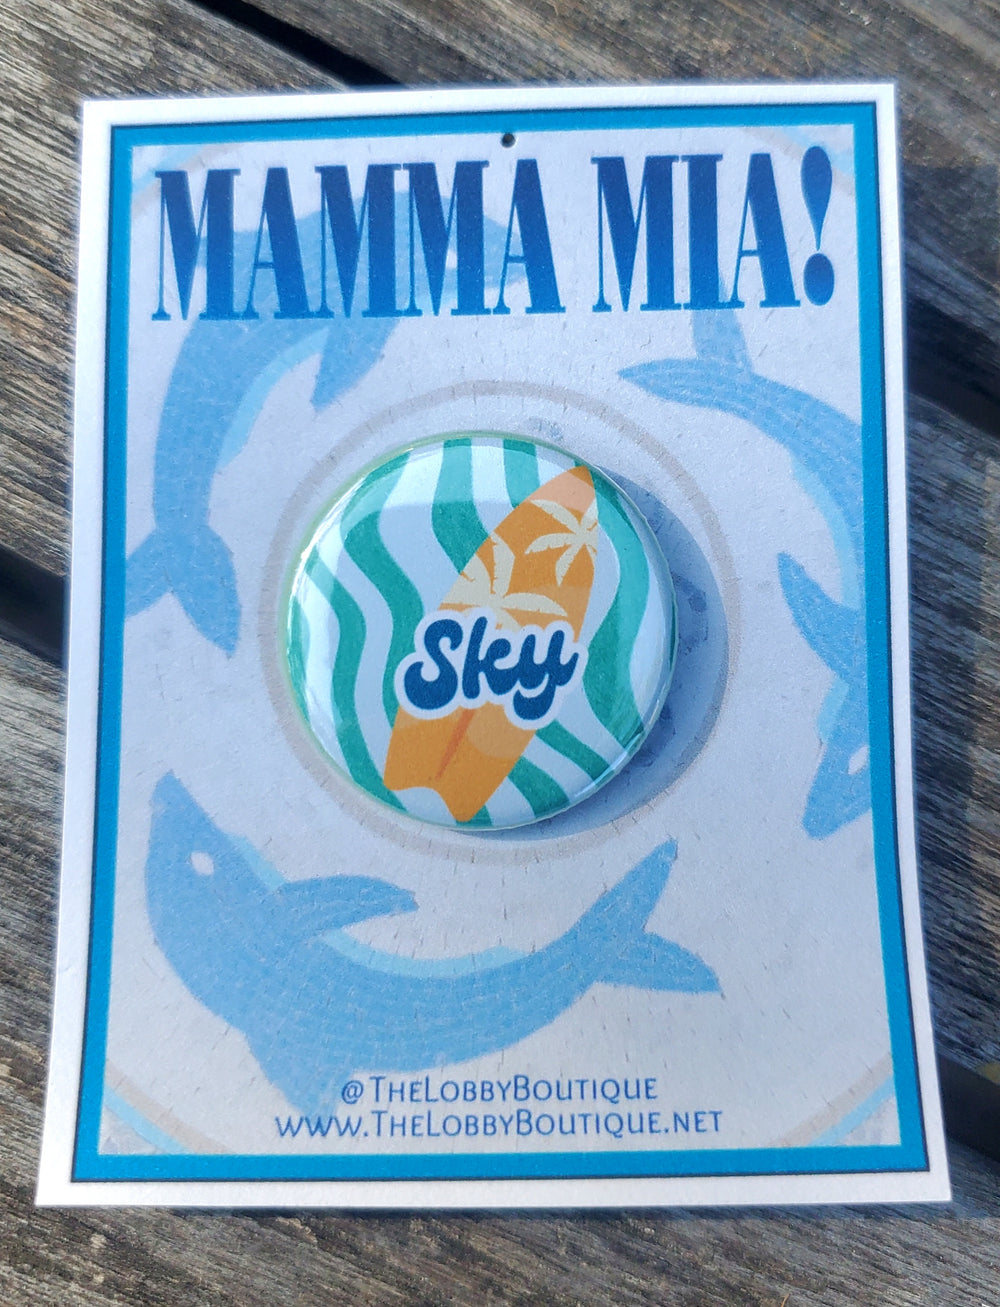 MAMMA MIA!
Sky
@TheLobbyBoutique
www.TheLobbyBoutique.net